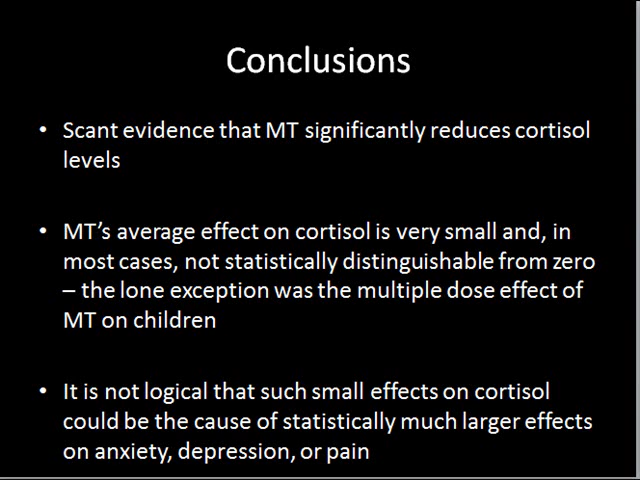 Conclusions
• Scant evidence that MT significantly reduces cortisol
levels
• MT’s average effect on cortisol is very small and, in
most cases, not statistically distinguishable from zero
– the lone exception was the multiple dose effect of
MT on children
• It is not logical that such small effects on cortisol
could be the cause of statistically much larger effects
on anxiety, depression, or pain